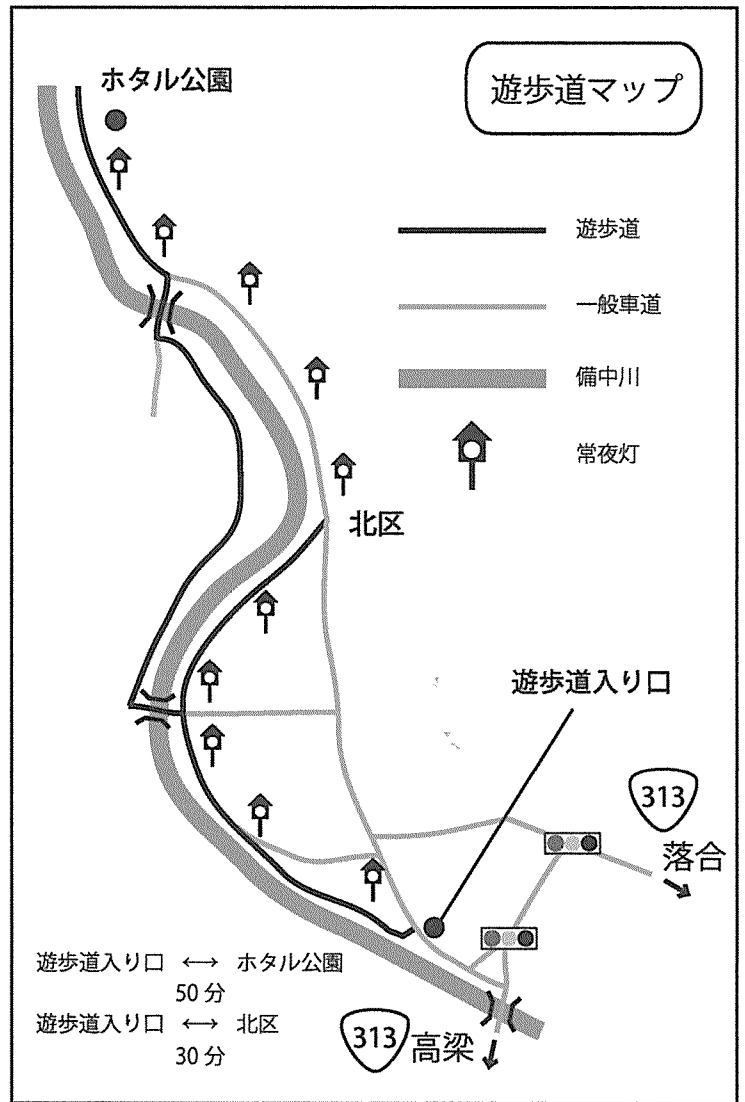 ホタル公園
遊歩道マップ
遊歩道
一般車道
備中川
常夜灯
北区
遊歩道入り口
313
落合
遊歩道入り口 ←→ ホタル公園
50 分
遊歩道入り口 ←→ 北区
30 分
313
高梁